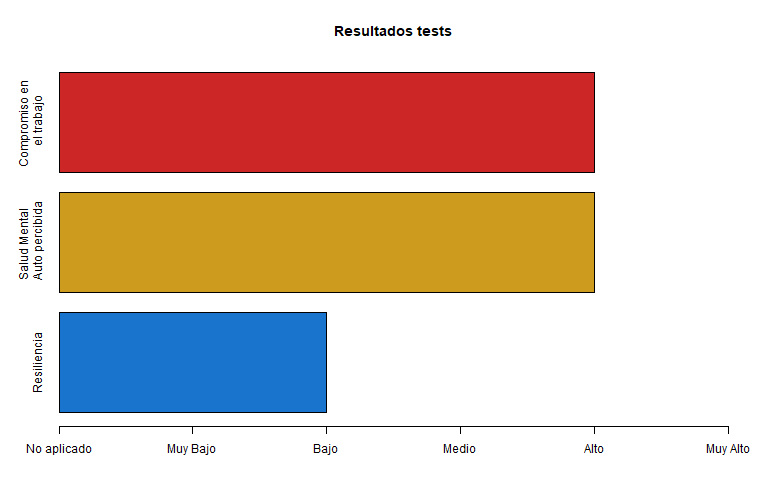 Resultados tests
Compromiso en
el trabajo
Salud Mental
Auto percibida
Resiliencia
No aplicado
Muy Bajo
Bajo
Medio
Alto
Muy Alto